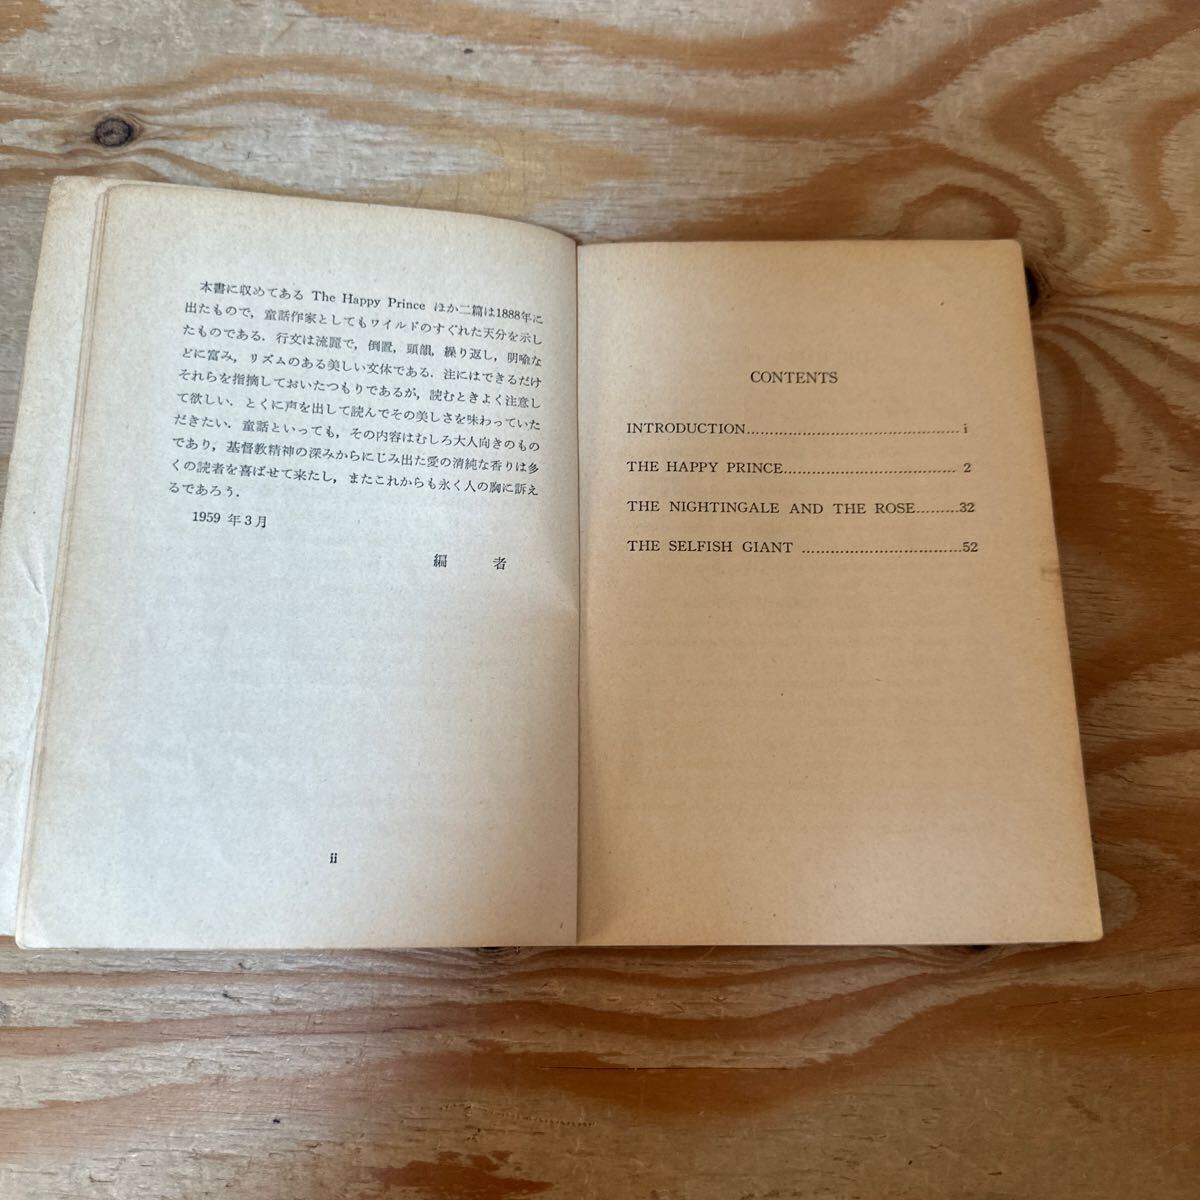 本書に収めてある The Happy Prince ほか二篇は1888年に
出たもので，童話作家としてもワイルドのすぐれた天分を示し
たものである．行文は流麗で，倒置，頭韻，繰り返し，明喩な
どに富み，リズムのある美しい文体である．注にはできるだけ
それらを指摘しておいたつもりであるが，読むときよく注意し
て欲しい．とくに声を出して読んでその美しさを味わっていた
だきたい．童話といっても，その内容はむしろ大人向きのもの
であり，基督教精神の深みからにじみ出た愛の清純な香りは多
くの読者を喜ばせて来たし，またこれからも永く人の胸に訴え
るであろう．
1959 年 3 月
編　者
ii
CONTENTS
INTRODUCTION........................................ i
THE HAPPY PRINCE................................ 2
THE NIGHTINGALE AND THE ROSE.........32
THE SELFISH GIANT ..................................52